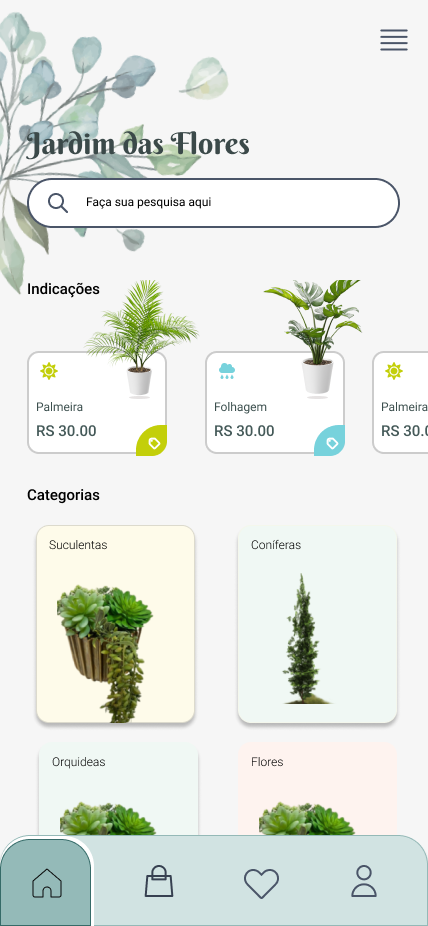 Jardim das Flores
Faça sua pesquisa aqui
Indicações
Palmeira
RS 30.00
Folhagem
RS 30.00
Palmeira
RS 30.0
Categorias
Suculentas
Coníferas
Orquideas
Flores